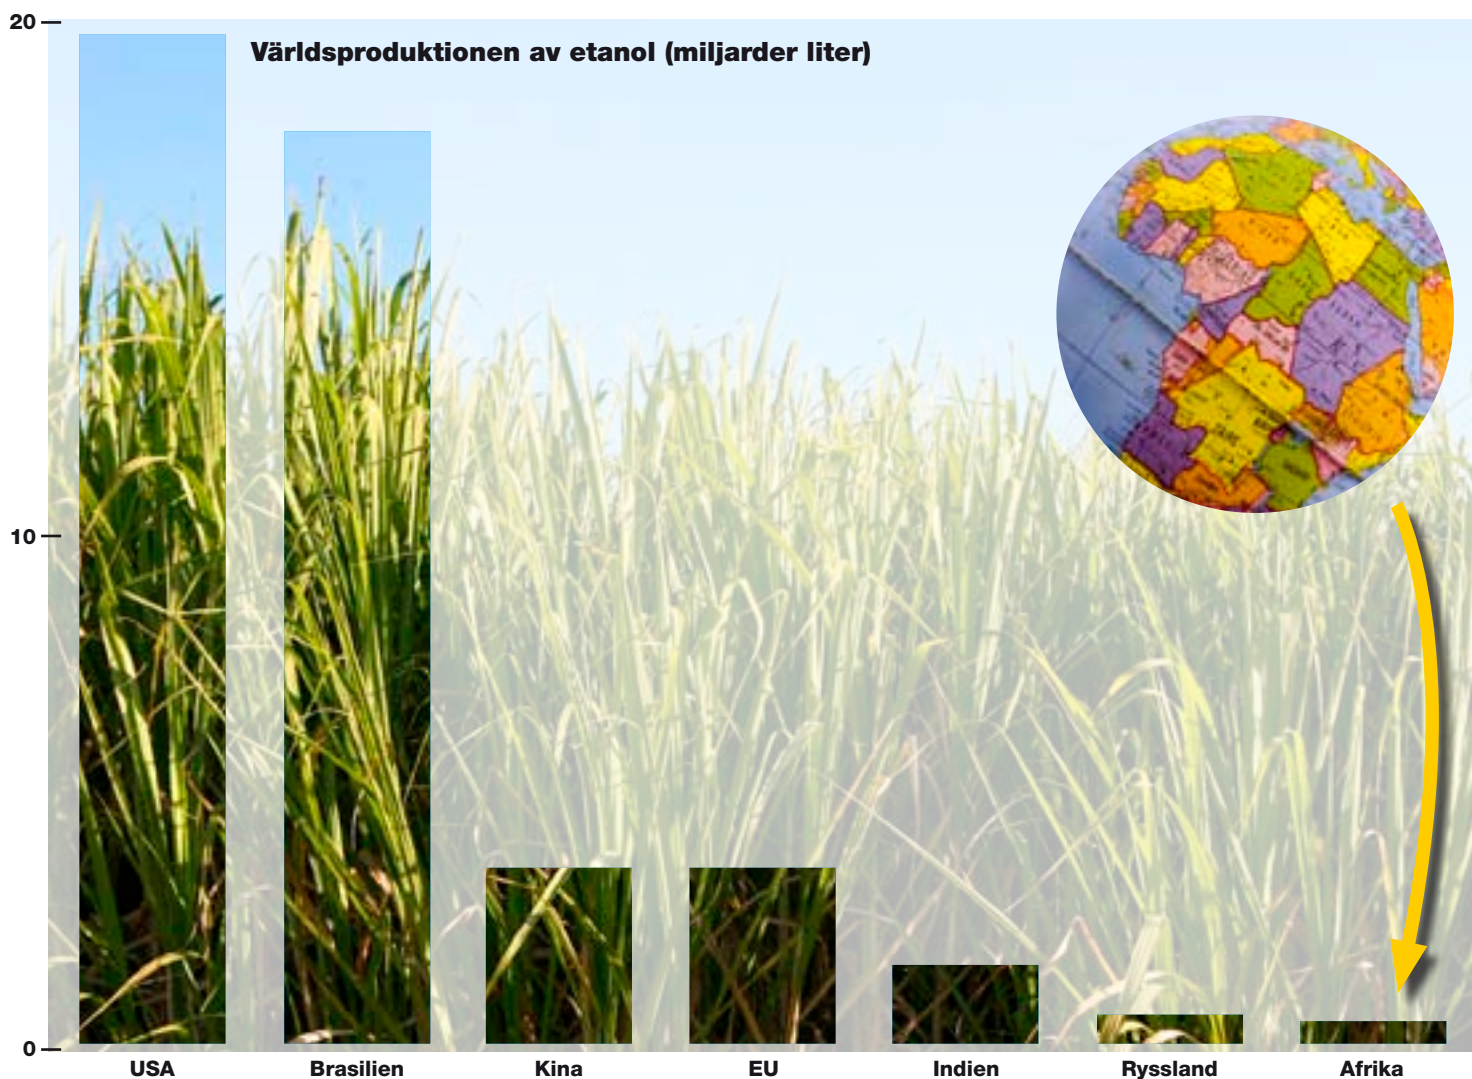 20
Världsproduktionen av etanol (miljarder liter)
10
0
USA
Brasilien
Kina
EU
Indien
Ryssland
Afrika